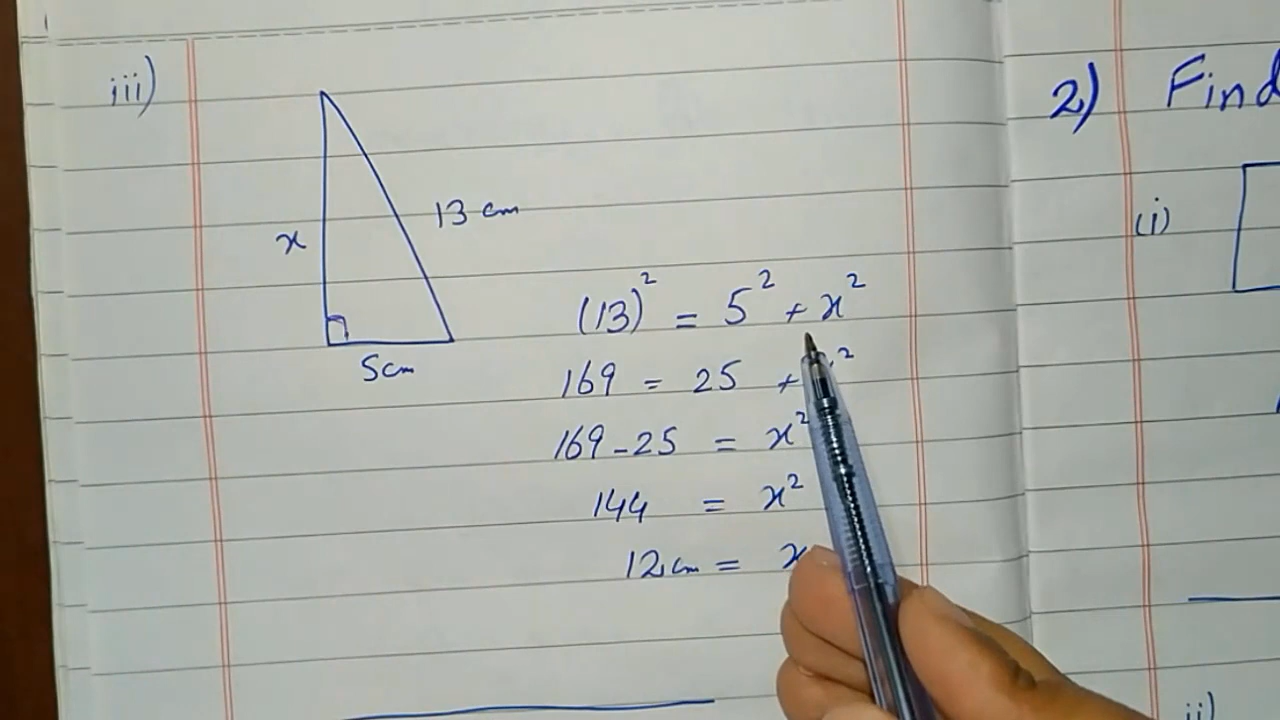 iii)
x
13 cm
5cm
(13)² = 5² + x²
169 = 25 + ²
169-25 = x²
144 = x²
12cm = x
2) Find
(i)
ii)